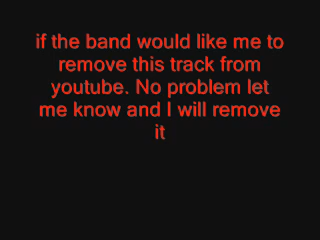 if the band would like me to
remove this track from
youtube. No problem let
me know and I will remove
it